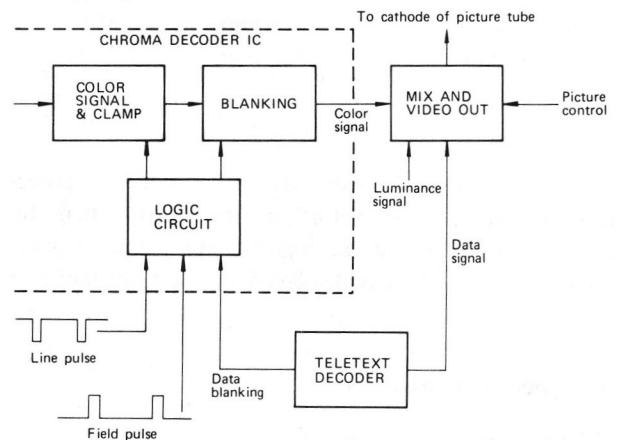 To cathode of picture tube
CHROMA DECODER IC
COLOR
SIGNAL
& CLAMP
BLANKING
Color
signal
MIX AND
VIDEO OUT
Picture
control
Luminance
signal
LOGIC
CIRCUIT
Data
signal
Line pulse
Data
blanking
TELETEXT
DECODER
Field pulse